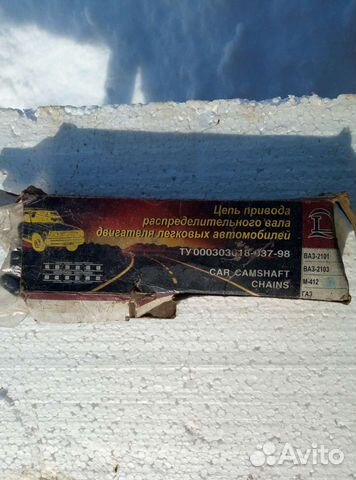 Цепь привода
распределительного вала
двигателя легковых автомобилей
ТУ 000303018-037-98
CAR CAMSHAFT
CHAINS
ВАЗ-2101
ВАЗ-2103
М-412
ГАЗ
Avito